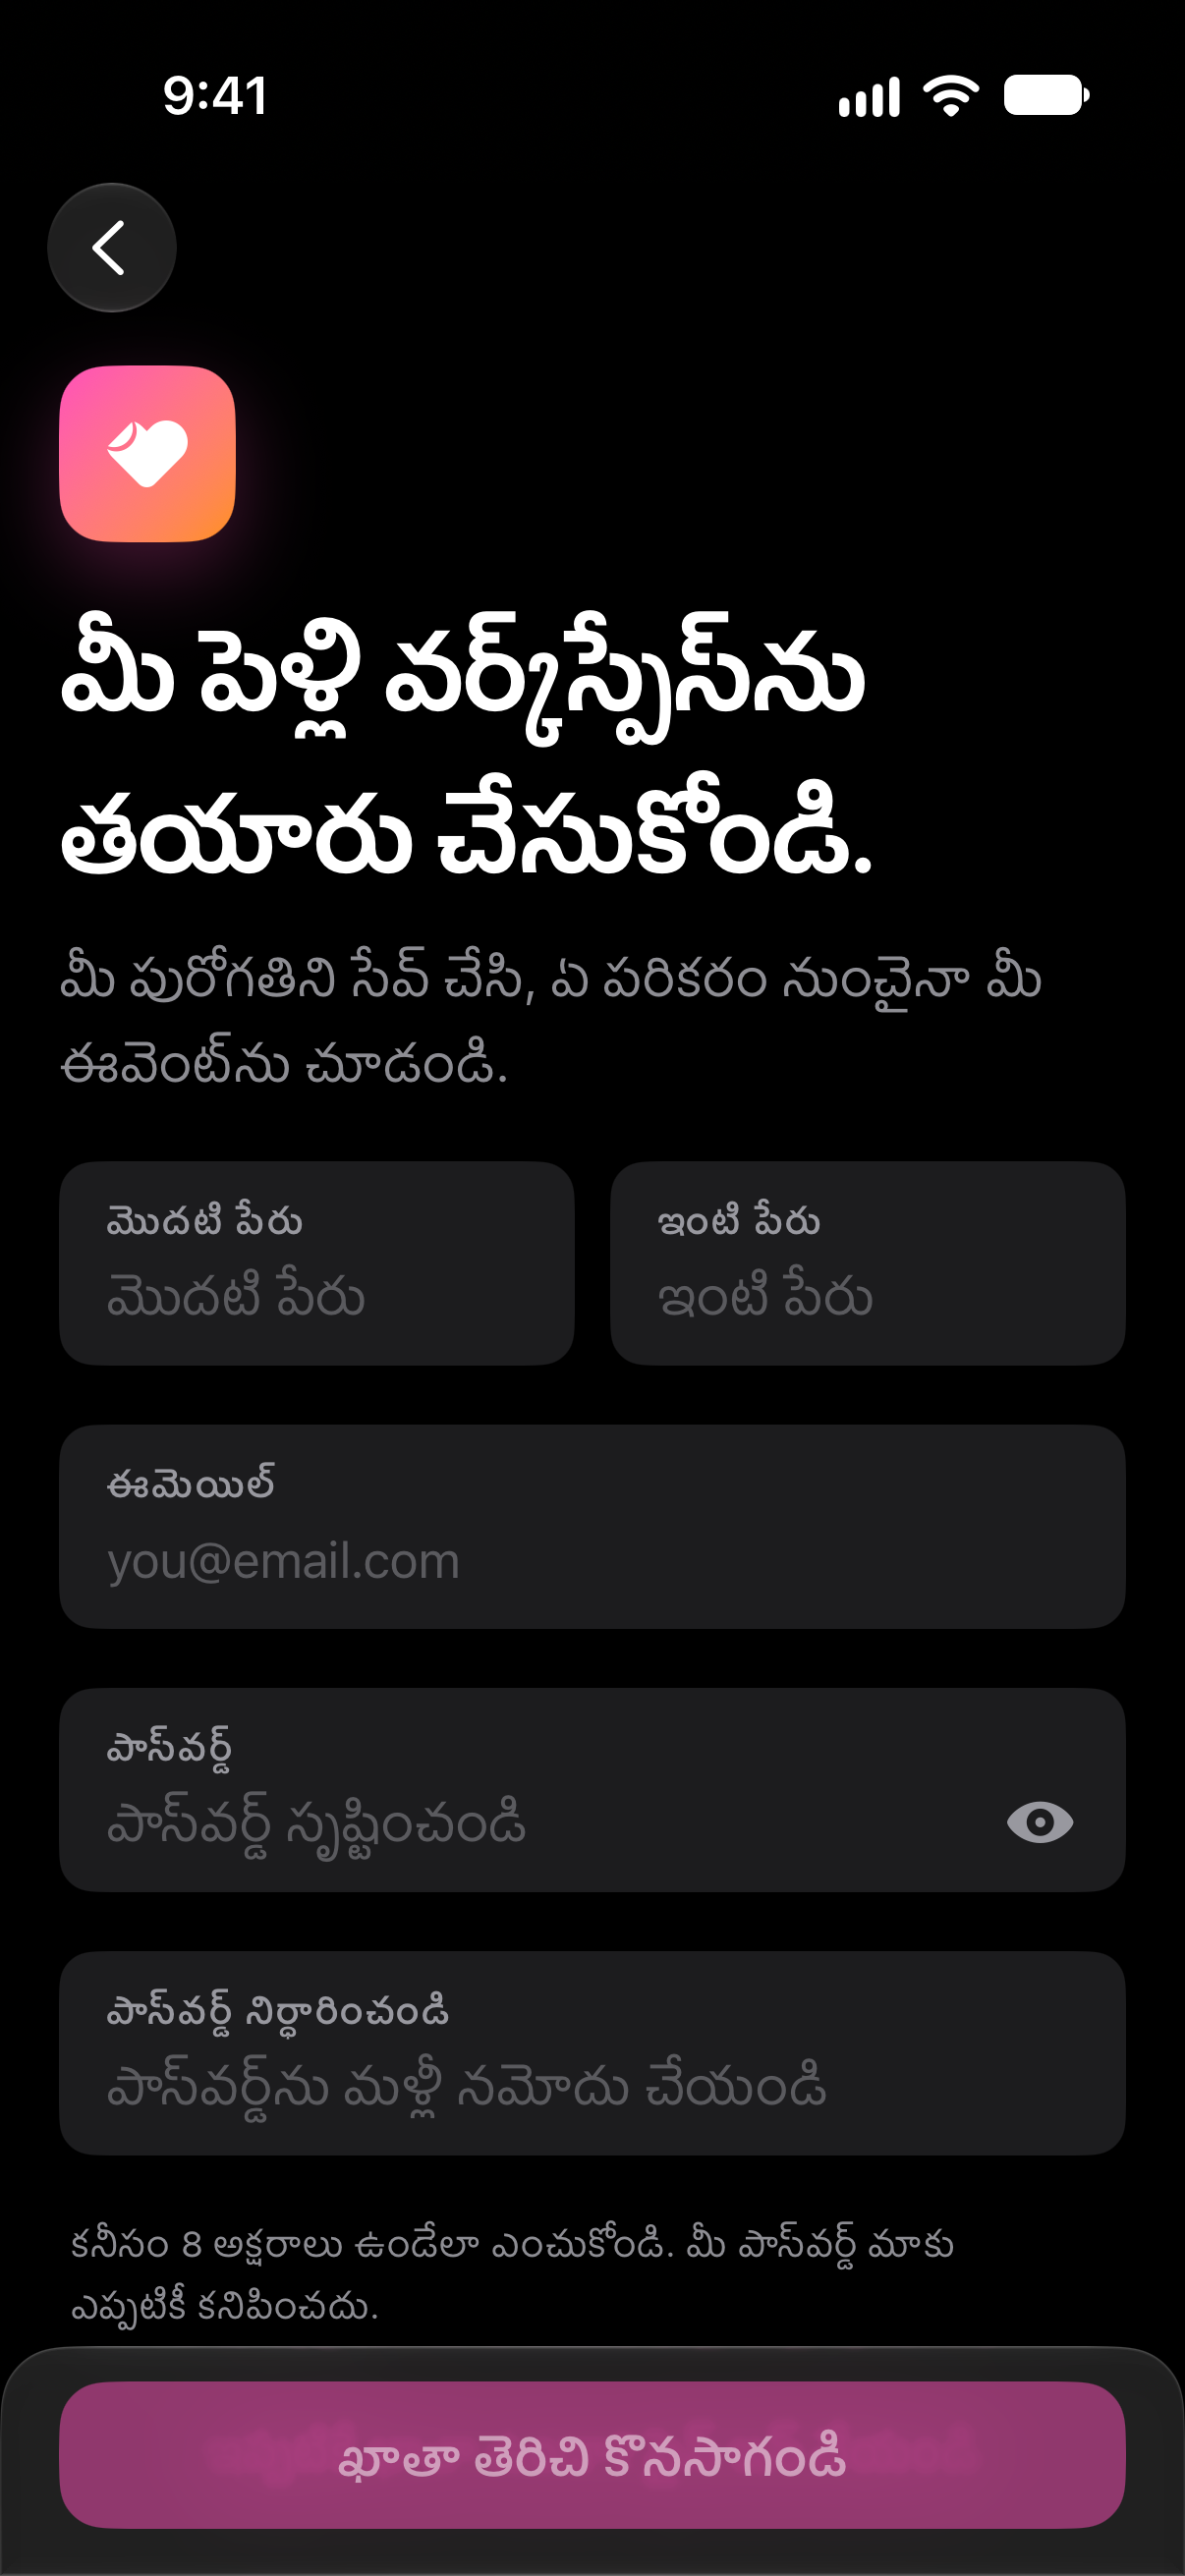 9:41
మీ పెళ్లి వర్క్‌స్పేస్‌ను
తయారు చేసుకోండి.
మీ పురోగతిని సేవ్ చేసి, ఏ పరికరం నుంచైనా మీ
ఈవెంట్‌ను చూడండి.
మొదటి పేరు
మొదటి పేరు
ఇంటి పేరు
ఇంటి పేరు
ఈమెయిల్
you@email.com
పాస్‌వర్డ్
పాస్‌వర్డ్ సృష్టించండి
పాస్‌వర్డ్ నిర్ధారించండి
పాస్‌వర్డ్‌ను మళ్లీ నమోదు చేయండి
కనీసం 8 అక్షరాలు ఉండేలా ఎంచుకోండి. మీ పాస్‌వర్డ్ మాకు
ఎప్పటికీ కనిపించదు.
ఖాతా తెరిచి కొనసాగండి